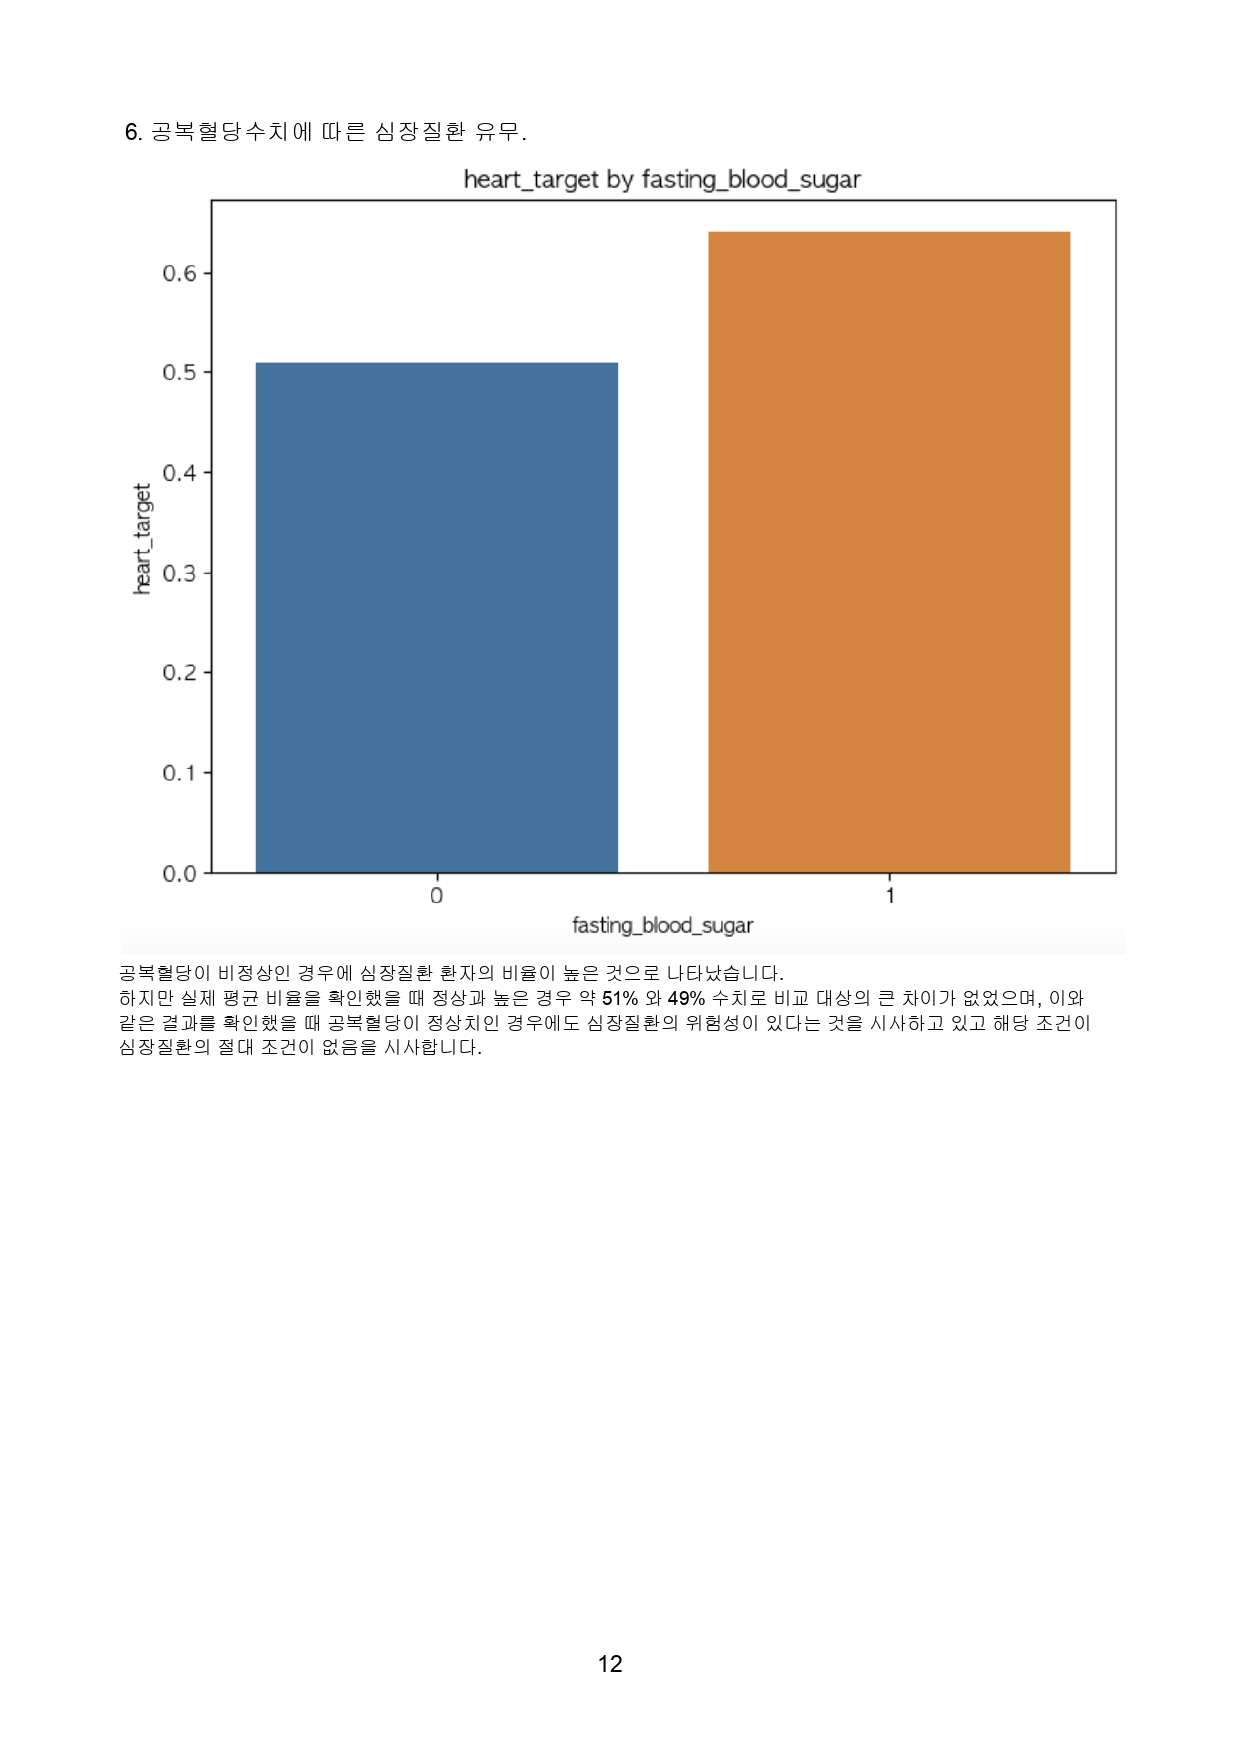 6. 공복혈당수치에 따른 심장질환 유무.
heart_target by fasting_blood_sugar
0.6
0.5
0.4
0.3
0.2
0.1
0.0
heart_target
0
1
fasting_blood_sugar
공복혈당이 비정상인 경우에 심장질환 환자의 비율이 높은 것으로 나타났습니다.
하지만 실제 평균 비율을 확인했을 때 정상과 높은 경우 약 51% 와 49% 수치로 비교 대상의 큰 차이가 없었으며, 이와
같은 결과를 확인했을 때 공복혈당이 정상치인 경우에도 심장질환의 위험성이 있다는 것을 시사하고 있고 해당 조건이
심장질환의 절대 조건이 없음을 시사합니다.
12